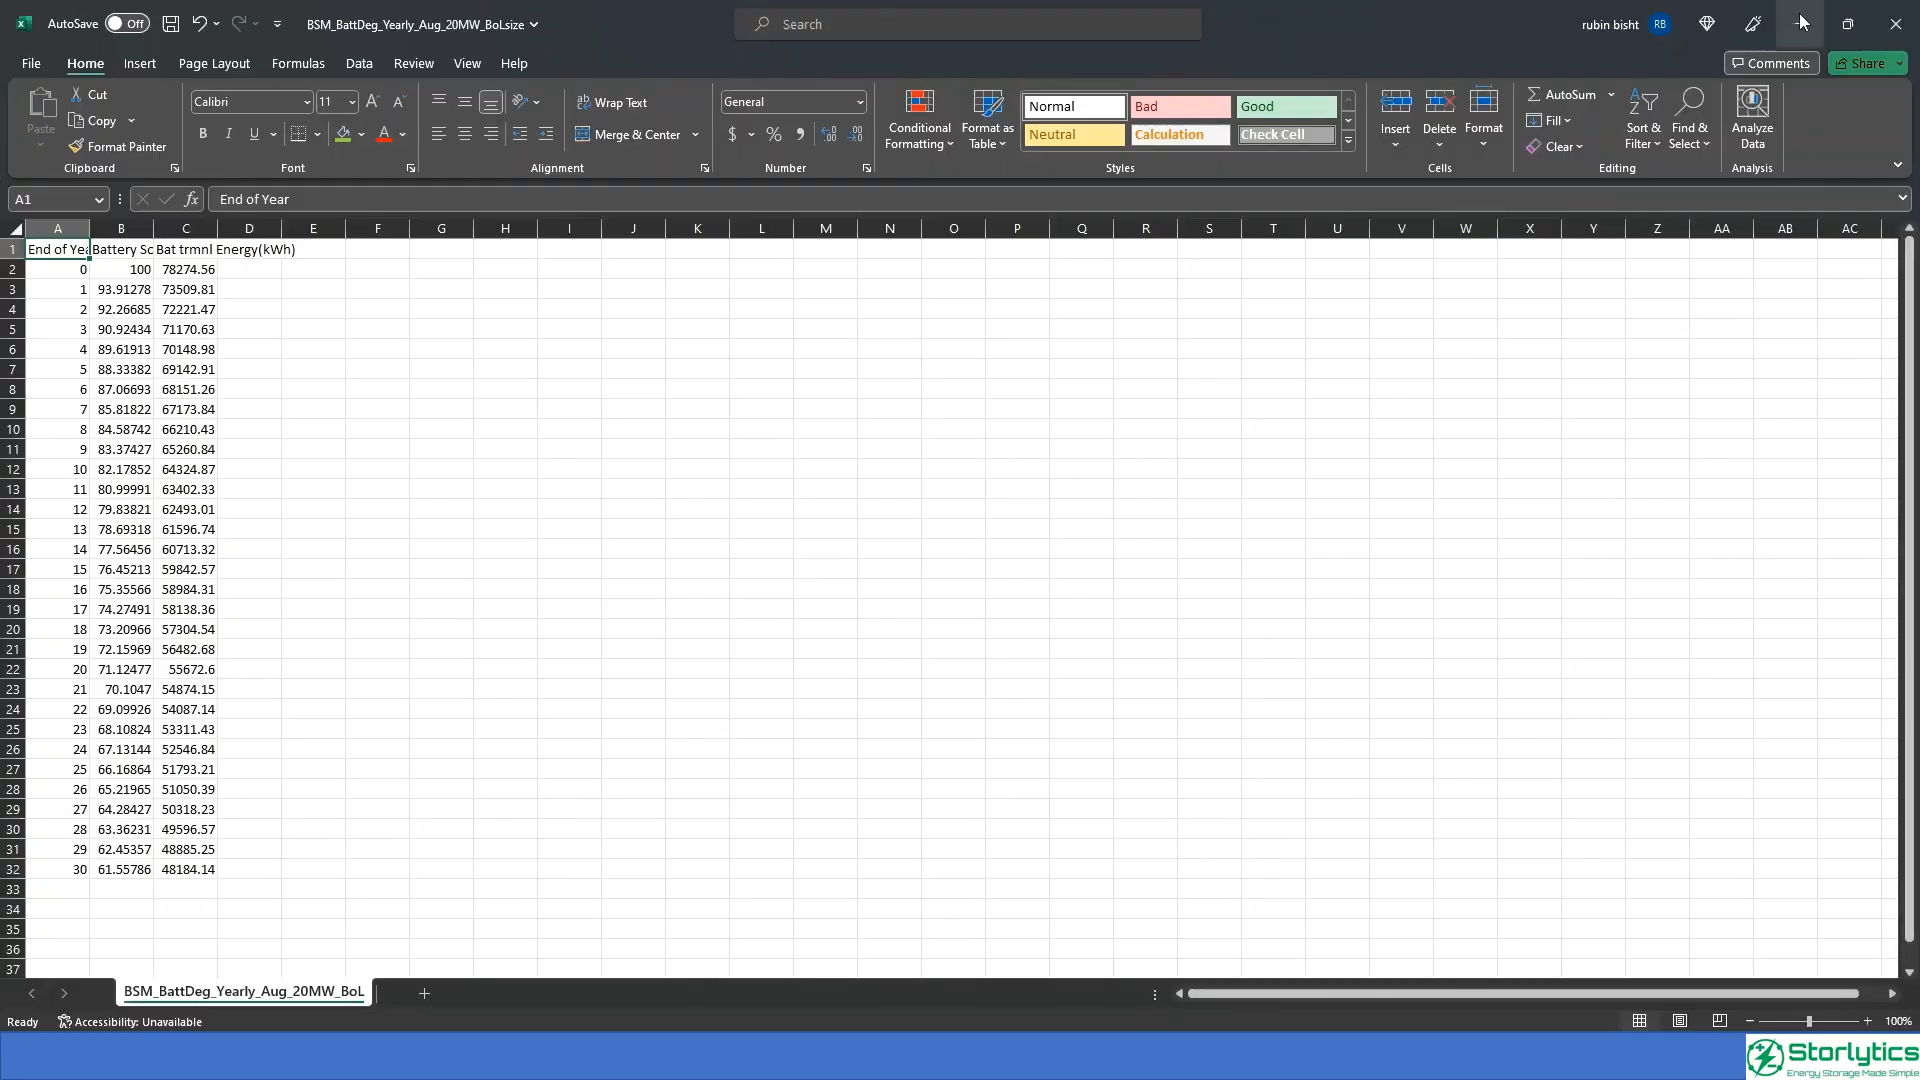 AutoSave Off BSM_BattDeg_Yearly_Aug_20MW_BoLsize Search rubin bisht RB
File Home Insert Page Layout Formulas Data Review View Help Comments Share
Paste Cut Copy Format Painter Clipboard
Calibri 11 B I U Font
Wrap Text Merge & Center Alignment
General $ % Number
Conditional Formatting Format as Table Normal Bad Good Neutral Calculation Check Cell Styles
Insert Delete Format Cells
AutoSum Fill Clear Sort & Filter Find & Select Editing
Analyze Data Analysis
A1 fx End of Year
A B C D E F G H I J K L M N O P Q R S T U V W X Y Z AA AB AC
1 End of Yea Battery Sc Bat trmnl Energy(kWh)
2 0 100 78274.56
3 1 93.91278 73509.81
4 2 92.26685 72221.47
5 3 90.92434 71170.63
6 4 89.61913 70148.98
7 5 88.33382 69142.91
8 6 87.06693 68151.26
9 7 85.81822 67173.84
10 8 84.58742 66210.43
11 9 83.37427 65260.84
12 10 82.17852 64324.87
13 11 80.99991 63402.33
14 12 79.83821 62493.01
15 13 78.69318 61596.74
16 14 77.56456 60713.32
17 15 76.45213 59842.57
18 16 75.35566 58984.31
19 17 74.27491 58138.36
20 18 73.20966 57304.54
21 19 72.15969 56482.68
22 20 71.12477 55672.6
23 21 70.1047 54874.15
24 22 69.09926 54087.14
25 23 68.10824 53311.43
26 24 67.13144 52546.84
27 25 66.16864 51793.21
28 26 65.21965 51050.39
29 27 64.28427 50318.23
30 28 63.36231 49596.57
31 29 62.45357 48885.25
32 30 61.55786 48184.14
33
34
35
36
37
BSM_BattDeg_Yearly_Aug_20MW_BoL
Ready Accessibility: Unavailable 100%
Storlytics
Energy Storage Made Simple